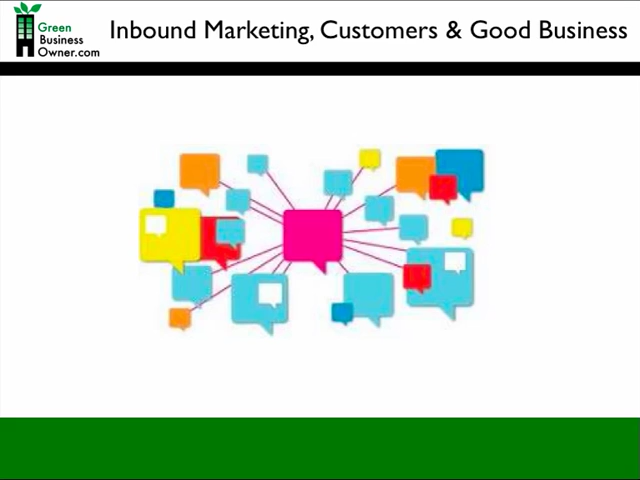 Green
Business
Owner.com
Inbound Marketing, Customers & Good Business